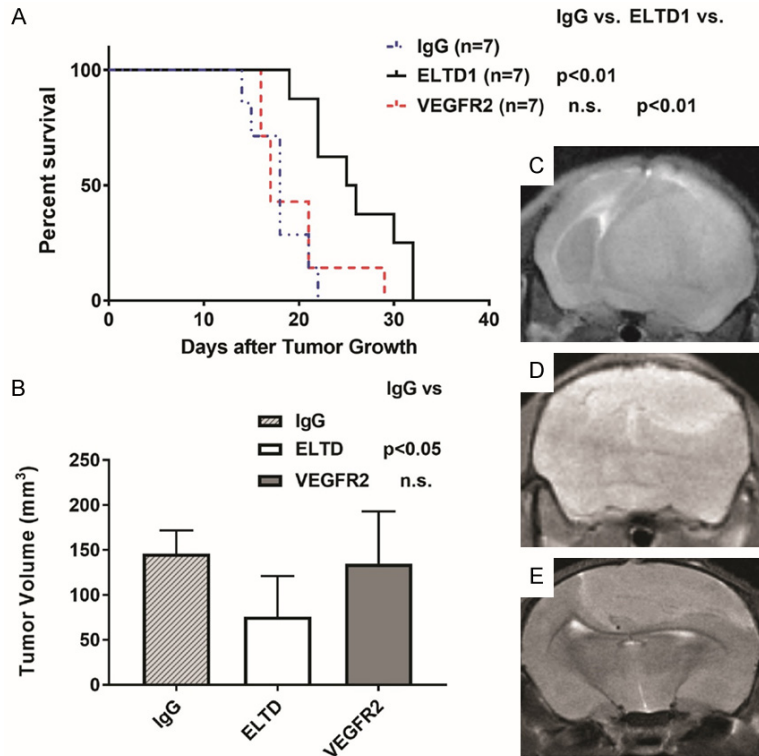 A
IgG vs. ELTD1 vs.
IgG (n=7)
ELTD1 (n=7) p<0.01
VEGFR2 (n=7) n.s. p<0.01
Percent survival
100
50
0
0 10 20 30 40
Days after Tumor Growth
B
IgG vs
IgG
ELTD p<0.05
VEGFR2 n.s.
Tumor Volume (mm³)
250
200
150
100
50
0
IgG
ELTD
VEGFR2
C
D
E